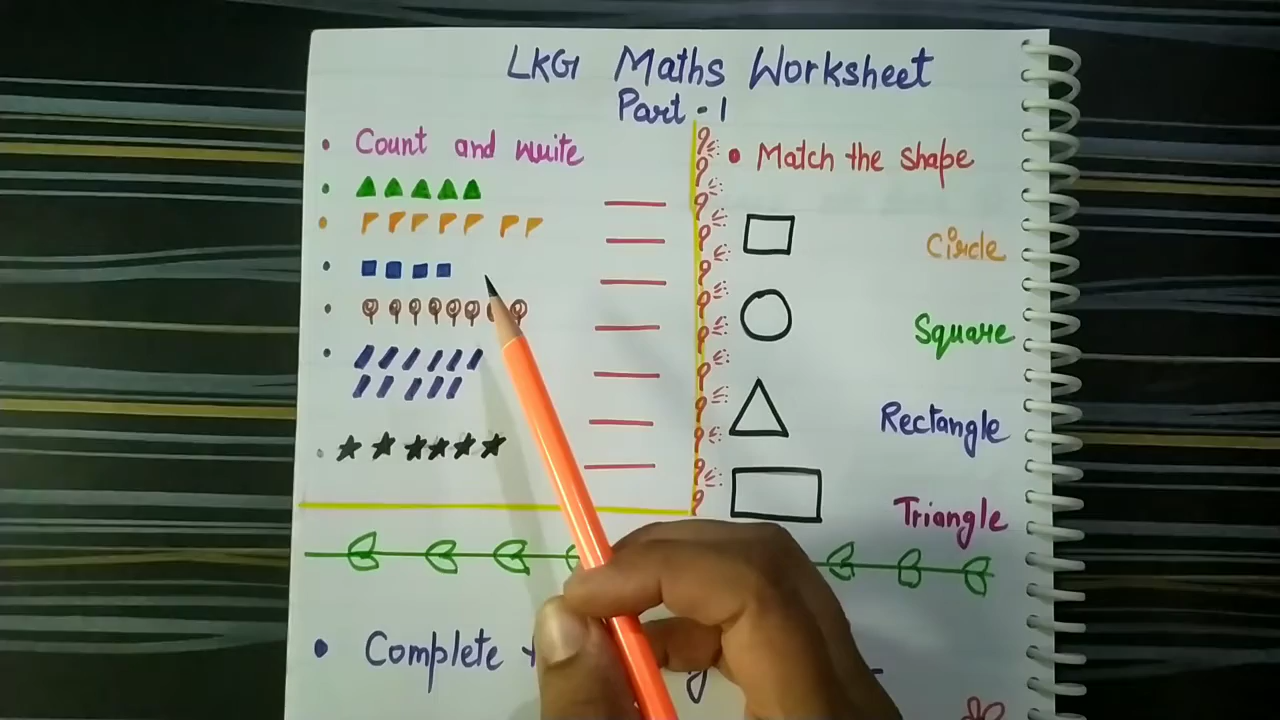 LKG Maths Worksheet
Part - 1
Count and write
Match the shape
Circle
Square
Rectangle
Triangle
Complete